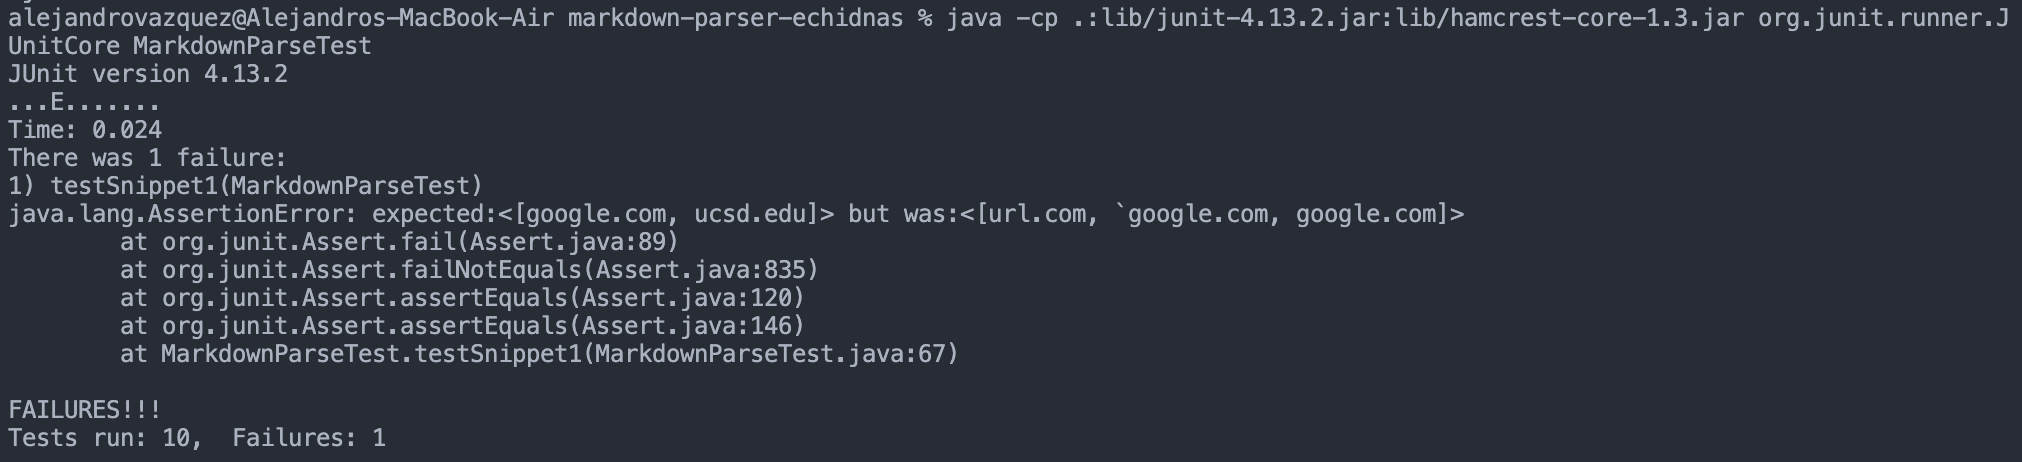 alejandrovazquez@Alejandros-MacBook-Air markdown-parser-echidnas % java -cp .:lib/junit-4.13.2.jar:lib/hamcrest-core-1.3.jar org.junit.runner.J
UnitCore MarkdownParseTest
JUnit version 4.13.2
...E.......
Time: 0.024
There was 1 failure:
1) testSnippet1(MarkdownParseTest)
java.lang.AssertionError: expected:<[google.com, ucsd.edu]> but was:<[url.com, `google.com, google.com]>
        at org.junit.Assert.fail(Assert.java:89)
        at org.junit.Assert.failNotEquals(Assert.java:835)
        at org.junit.Assert.assertEquals(Assert.java:120)
        at org.junit.Assert.assertEquals(Assert.java:146)
        at MarkdownParseTest.testSnippet1(MarkdownParseTest.java:67)

FAILURES!!!
Tests run: 10,  Failures: 1